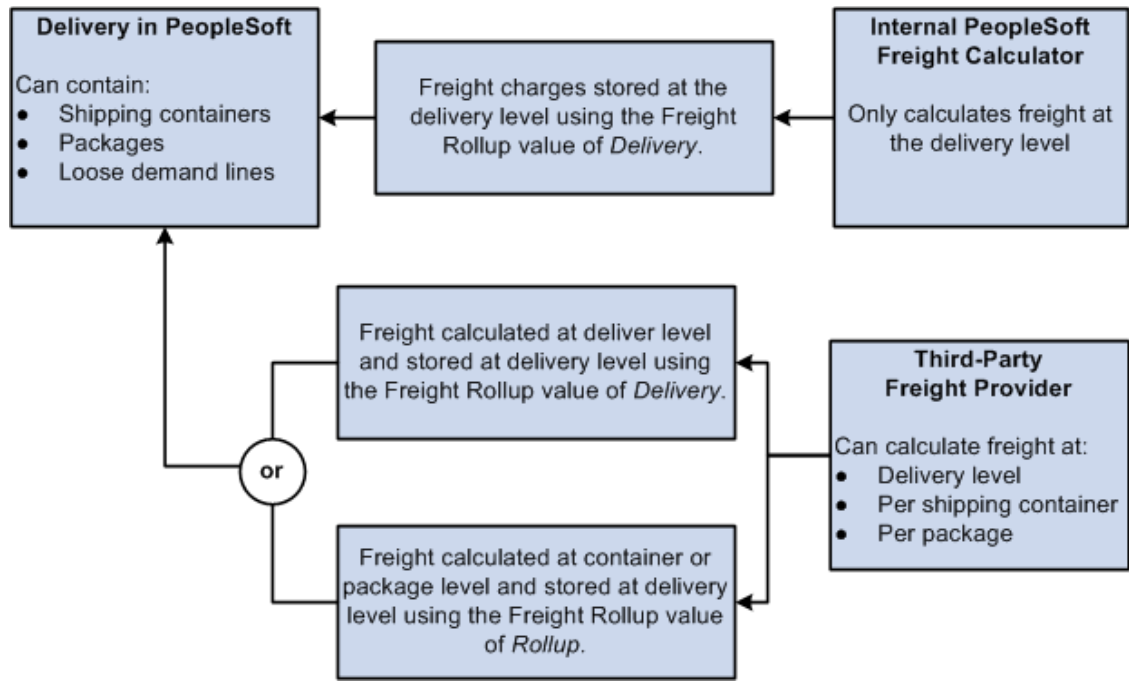 Delivery in PeopleSoft
Can contain:
● Shipping containers
● Packages
● Loose demand lines
Freight charges stored at the
delivery level using the Freight
Rollup value of Delivery.
Internal PeopleSoft
Freight Calculator
Only calculates freight at
the delivery level
Freight calculated at deliver level
and stored at delivery level using
the Freight Rollup value of Delivery.
or
Freight calculated at container or
package level and stored at delivery
level using the Freight Rollup value
of Rollup.
Third-Party
Freight Provider
Can calculate freight at:
● Delivery level
● Per shipping container
● Per package